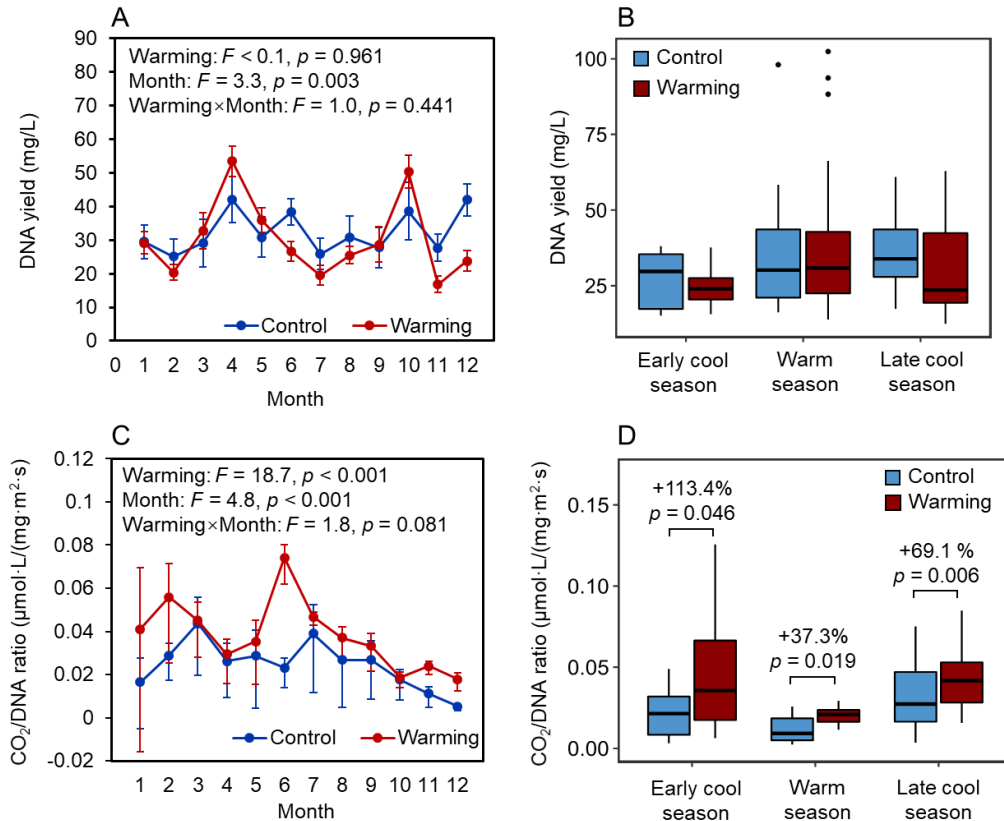 A
Warming: F < 0.1, p = 0.961
Month: F = 3.3, p = 0.003
Warming×Month: F = 1.0, p = 0.441
DNA yield (mg/L)
90
80
70
60
50
40
30
20
10
0
Control Warming
0 1 2 3 4 5 6 7 8 9 10 11 12
Month
B
Control
Warming
DNA yield (mg/L)
100
75
50
25
Early cool season
Warm season
Late cool season
C
Warming: F = 18.7, p < 0.001
Month: F = 4.8, p < 0.001
Warming×Month: F = 1.8, p = 0.081
CO₂/DNA ratio (μmol·L/(mg·m²·s)
0.12
0.1
0.08
0.06
0.04
0.02
0
-0.02
Control Warming
1 2 3 4 5 6 7 8 9 10 11 12
Month
D
Control
Warming
CO₂/DNA ratio (μmol·L/(mg·m²·s)
0.15
0.10
0.05
0.00
+113.4%
p = 0.046
+37.3%
p = 0.019
+69.1 %
p = 0.006
Early cool season
Warm season
Late cool season